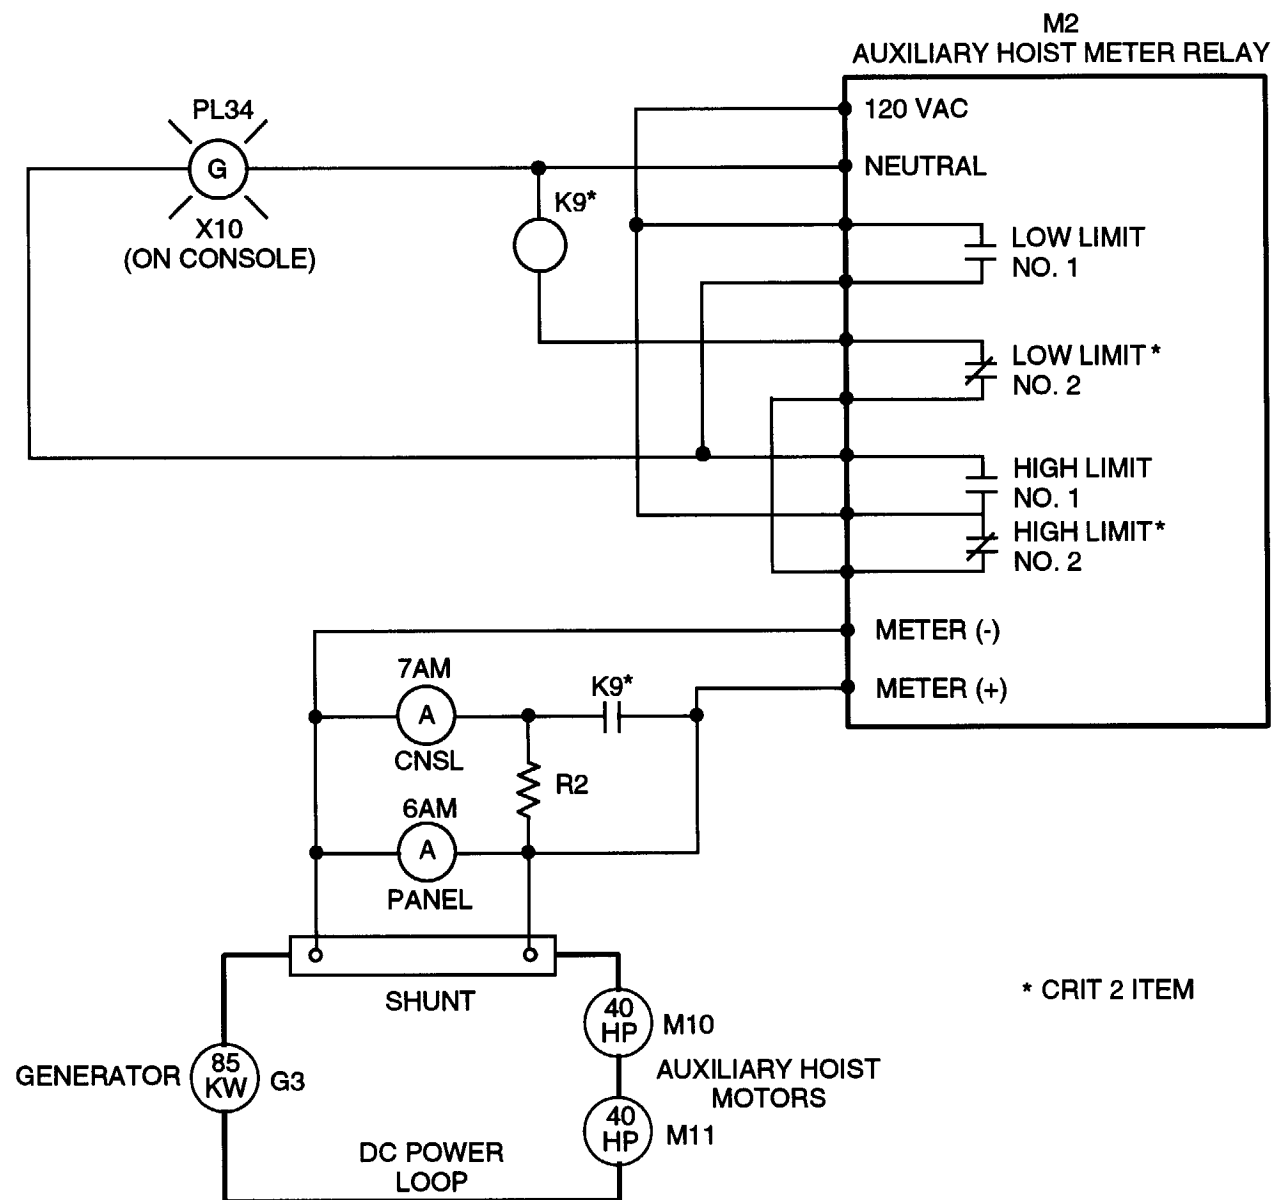 M2
AUXILIARY HOIST METER RELAY
PL34
G
X10
(ON CONSOLE)
K9*
120 VAC
NEUTRAL
LOW LIMIT
NO. 1
LOW LIMIT*
NO. 2
HIGH LIMIT
NO. 1
HIGH LIMIT*
NO. 2
METER (-)
METER (+)
7AM
A
CNSL
K9*
R2
6AM
A
PANEL
SHUNT
* CRIT 2 ITEM
GENERATOR
85
KW
G3
40
HP
M10
AUXILIARY HOIST
MOTORS
40
HP
M11
DC POWER
LOOP